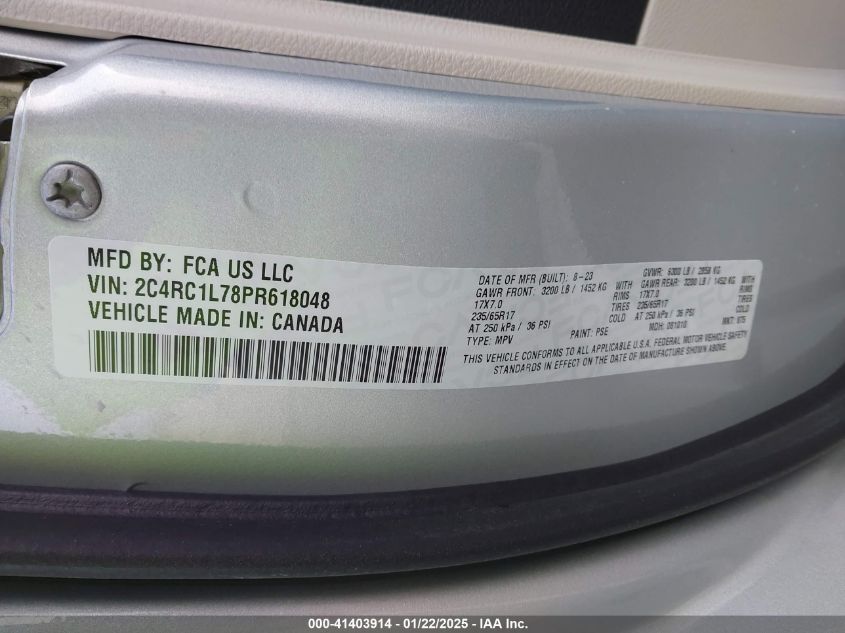 MFD BY: FCA US LLC
VIN: 2C4RC1L78PR618048
VEHICLE MADE IN: CANADA
DATE OF MFR (BUILT): 8-23 GVWR: 6300 LB / 2858 KG
GAWR FRONT: 3200 LB / 1452 KG WITH GAWR REAR: 3200 LB / 1452 KG WITH
17X7.0 RIMS 17X7.0 RIMS
235/65R17 TIRES 235/65R17 TIRES
AT 250 kPa / 36 PSI COLD AT 250 kPa / 36 PSI COLD
TYPE: MPV PAINT: PSE MDH: 081010 MKT: 
THIS VEHICLE CONFORMS TO ALL APPLICABLE U.S.A. FEDERAL MOTOR VEHICLE SAFETY
STANDARDS IN EFFECT ON THE DATE OF MANUFACTURE SHOWN ABOVE.
000-41403914 - 01/22/2025 - IAA Inc.